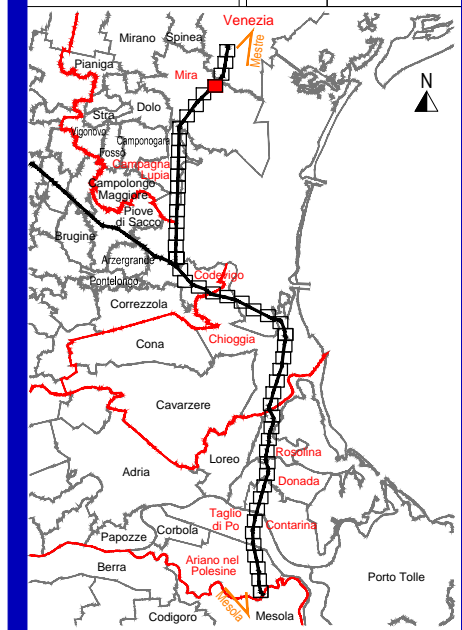 Venezia
Mirano
Spinea
Mestre
Pianiga
Mira
N
Stra
Dolo
Vigonovo
Camponogara
Fossò
Campagna
Lupia
Campolongo
Maggiore
Piove
di Sacco
Brugine
Arzergrande
Codevigo
Pontelongo
Correzzola
Chioggia
Cona
Cavarzere
Loreo
Rosolina
Adria
Donada
Taglio
di Po
Contarina
Corbola
Papozze
Berra
Ariano nel
Polesine
Porto Tolle
Mesola
Mesola
Codigoro